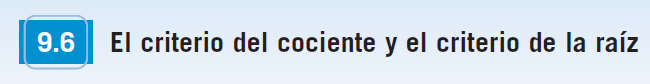 9.6 El criterio del cociente y el criterio de la raíz